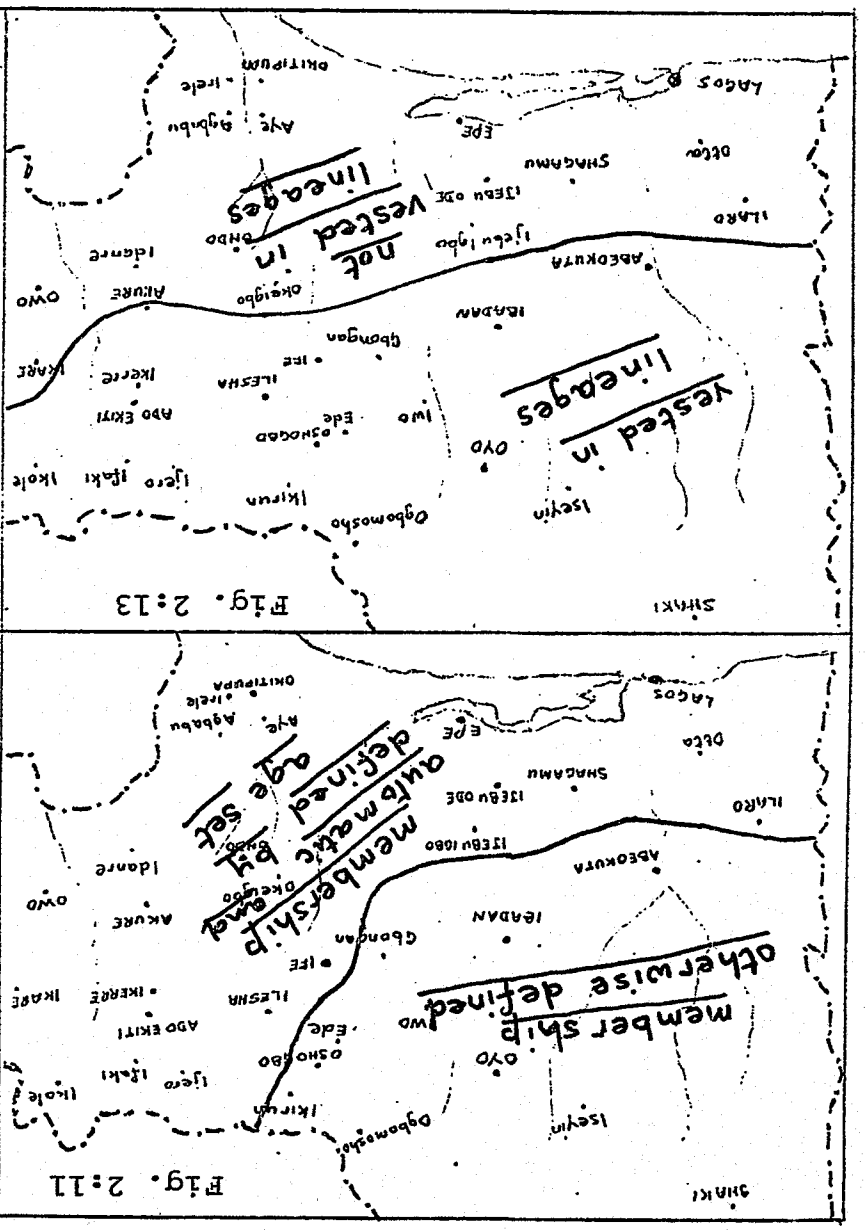 Fig. 2:11
SHAKI
Iseyin
Ogbomosho
Ikirun
Ijero
Ifaki
Ikole
OYO
OSHOGBO
Ede
ADO EKITI
membership
otherwise defined
IWO
ILESHA
IKERRE
IKARE
IFE
IBADAN
Gbongan
AKURE
OWO
membership
automatic and
defined by
age set
Okeigbo
ONDO
Idanre
ABEOKUTA
IJEBU IGBO
ILARO
SHAGAMU
IJEBU ODE
Otta
EPE
Aye
Agbabu
LAGOS
Irele
OKITIPUPA
Fig. 2:13
SHAKI
Iseyin
Ogbomosho
Ikirun
Ijero
Ifaki
Ikole
OYO
OSHOGBO
Ede
IWO
ADO EKITI
vested in
lineages
ILESHA
Ikerre
IKARE
IFE
Gbongan
IBADAN
AKURE
OWO
Okeigbo
Idanre
ABEOKUTA
Ijebu Igbo
ONDO
not
vested in
lineages
ILARO
SHAGAMU
IJEBU ODE
Otta
EPE
Aye
Agbabu
LAGOS
Irele
OKITIPUPA